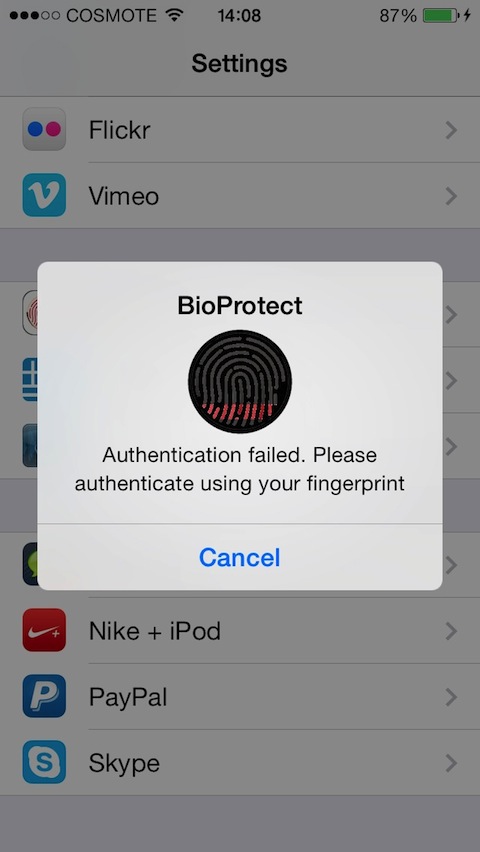 COSMOTE 14:08 87%
Settings
Flickr
Vimeo
BioProtect
Authentication failed. Please
authenticate using your fingerprint
Cancel
Nike + iPod
PayPal
Skype